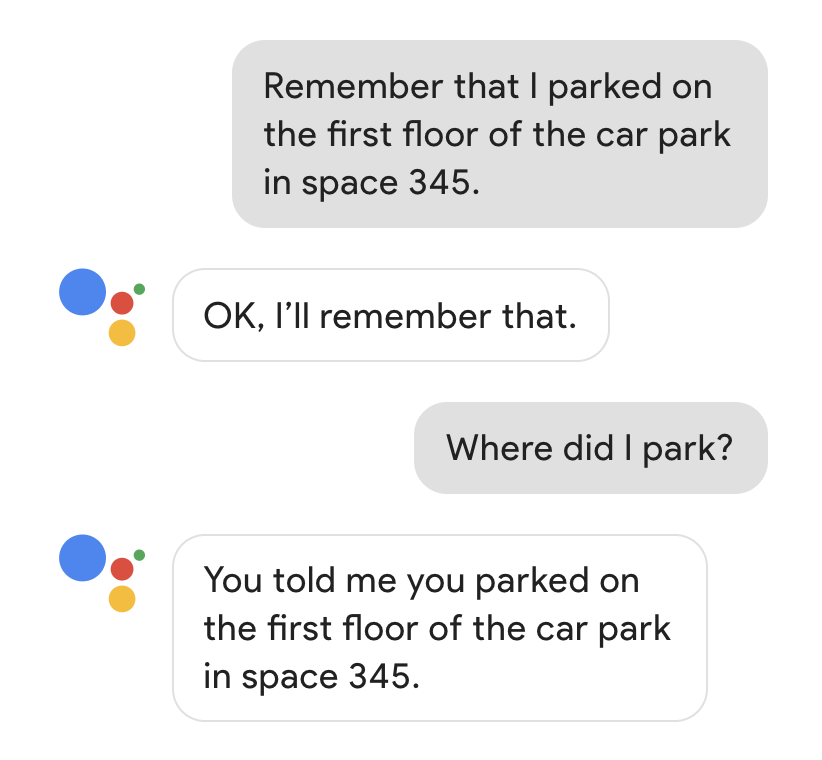 Remember that I parked on
the first floor of the car park
in space 345.
OK, I’ll remember that.
Where did I park?
You told me you parked on
the first floor of the car park
in space 345.